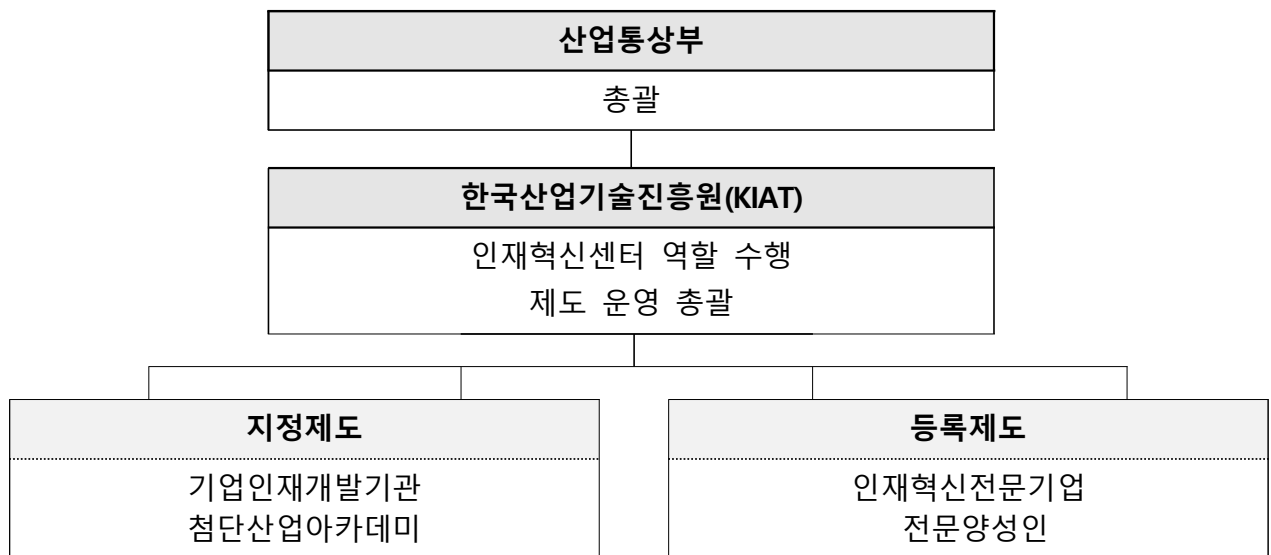 산업통상부
총괄
한국산업기술진흥원(KIAT)
인재혁신센터 역할 수행
제도 운영 총괄
지정제도
기업인재개발기관
첨단산업아카데미
등록제도
인재혁신전문기업
전문양성인